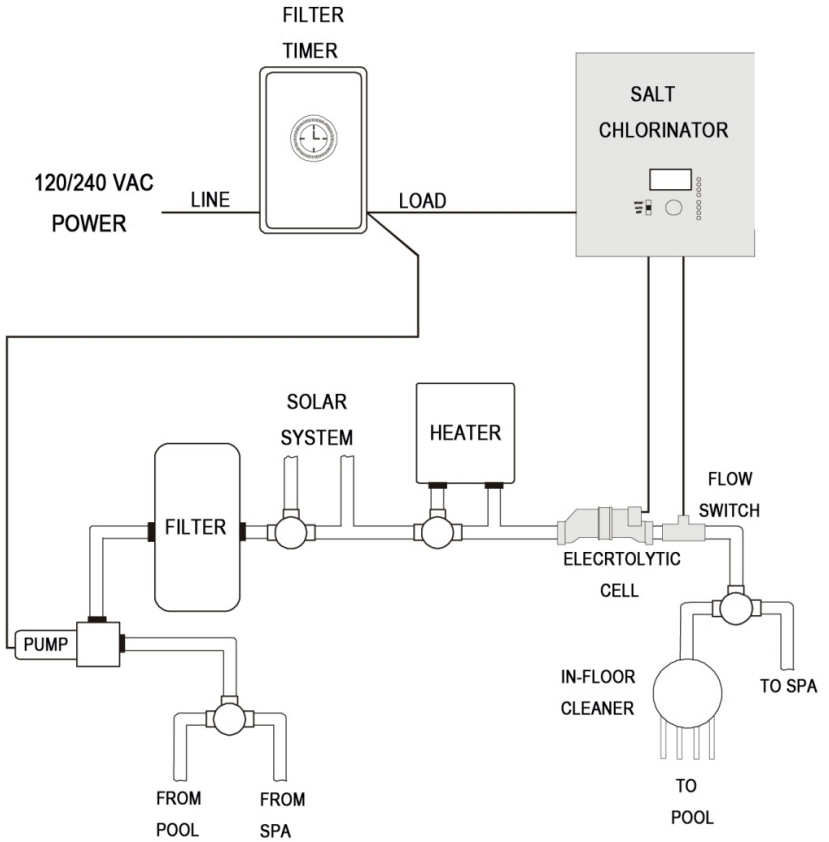 FILTER
TIMER
SALT
CHLORINATOR
120/240 VAC
POWER
LINE
LOAD
SOLAR
SYSTEM
HEATER
FILTER
FLOW
SWITCH
ELECRTOLYTIC
CELL
PUMP
IN-FLOOR
CLEANER
TO SPA
FROM
POOL
FROM
SPA
TO
POOL